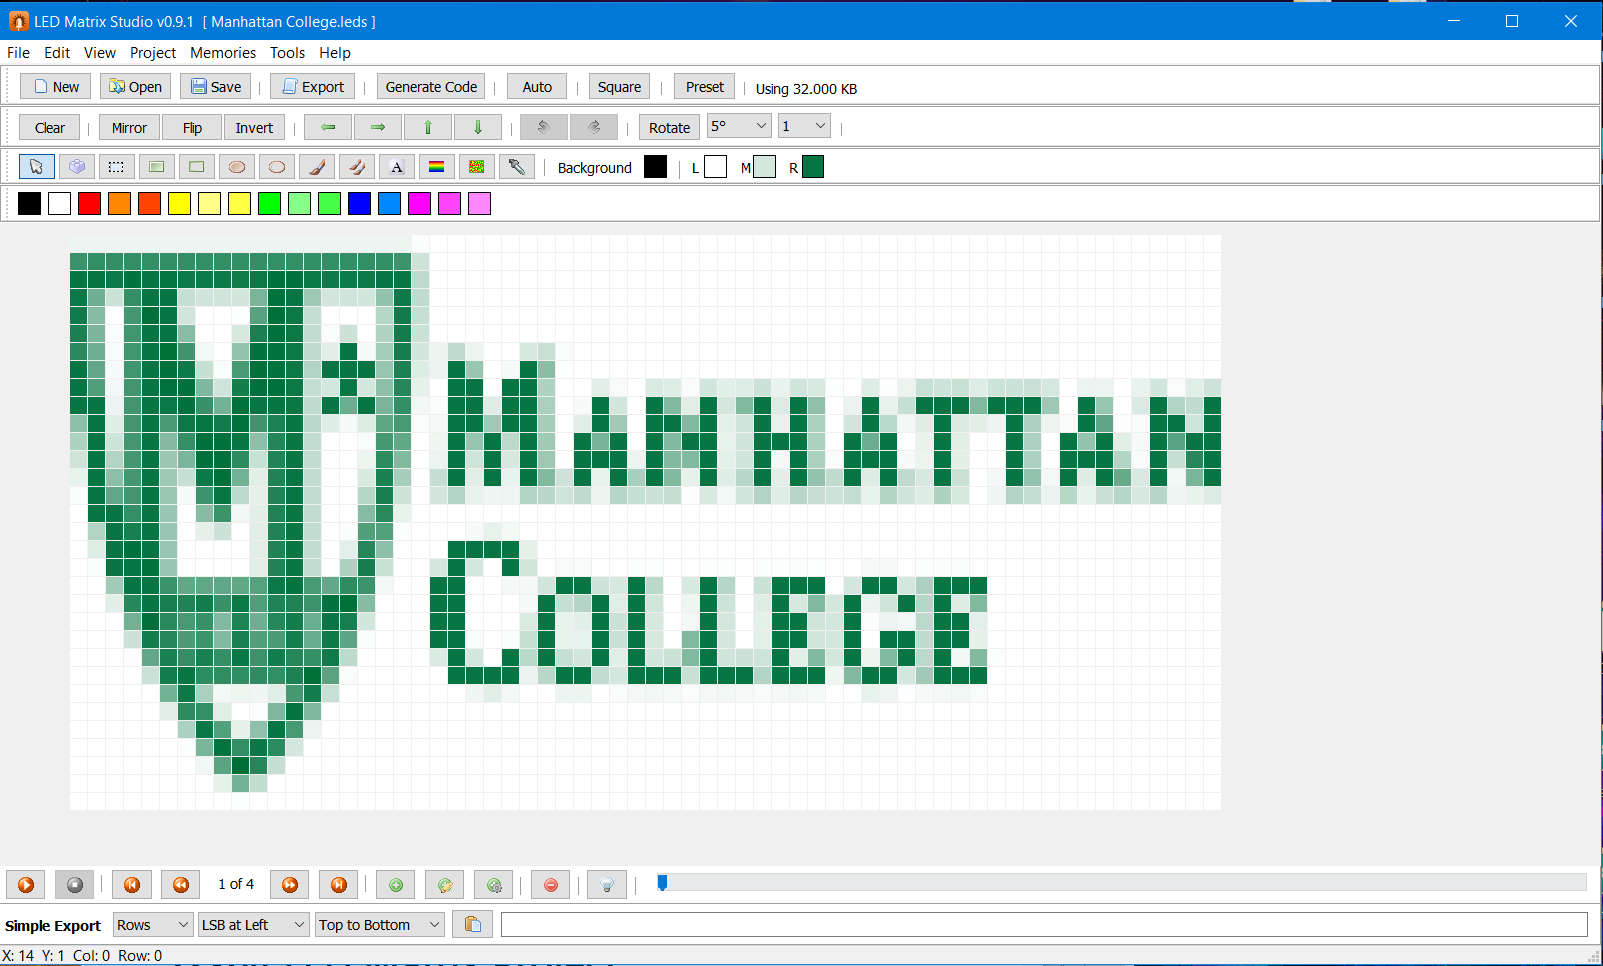 LED Matrix Studio v0.9.1 [ Manhattan College.leds ]
File Edit View Project Memories Tools Help
New Open Save Export Generate Code Auto Square Preset Using 32.000 KB
Clear Mirror Flip Invert Rotate 5° 1
A Background L M R
MANHATTAN
COLLEGE
1 of 4
Simple Export Rows LSB at Left Top to Bottom
X: 14 Y: 1 Col: 0 Row: 0